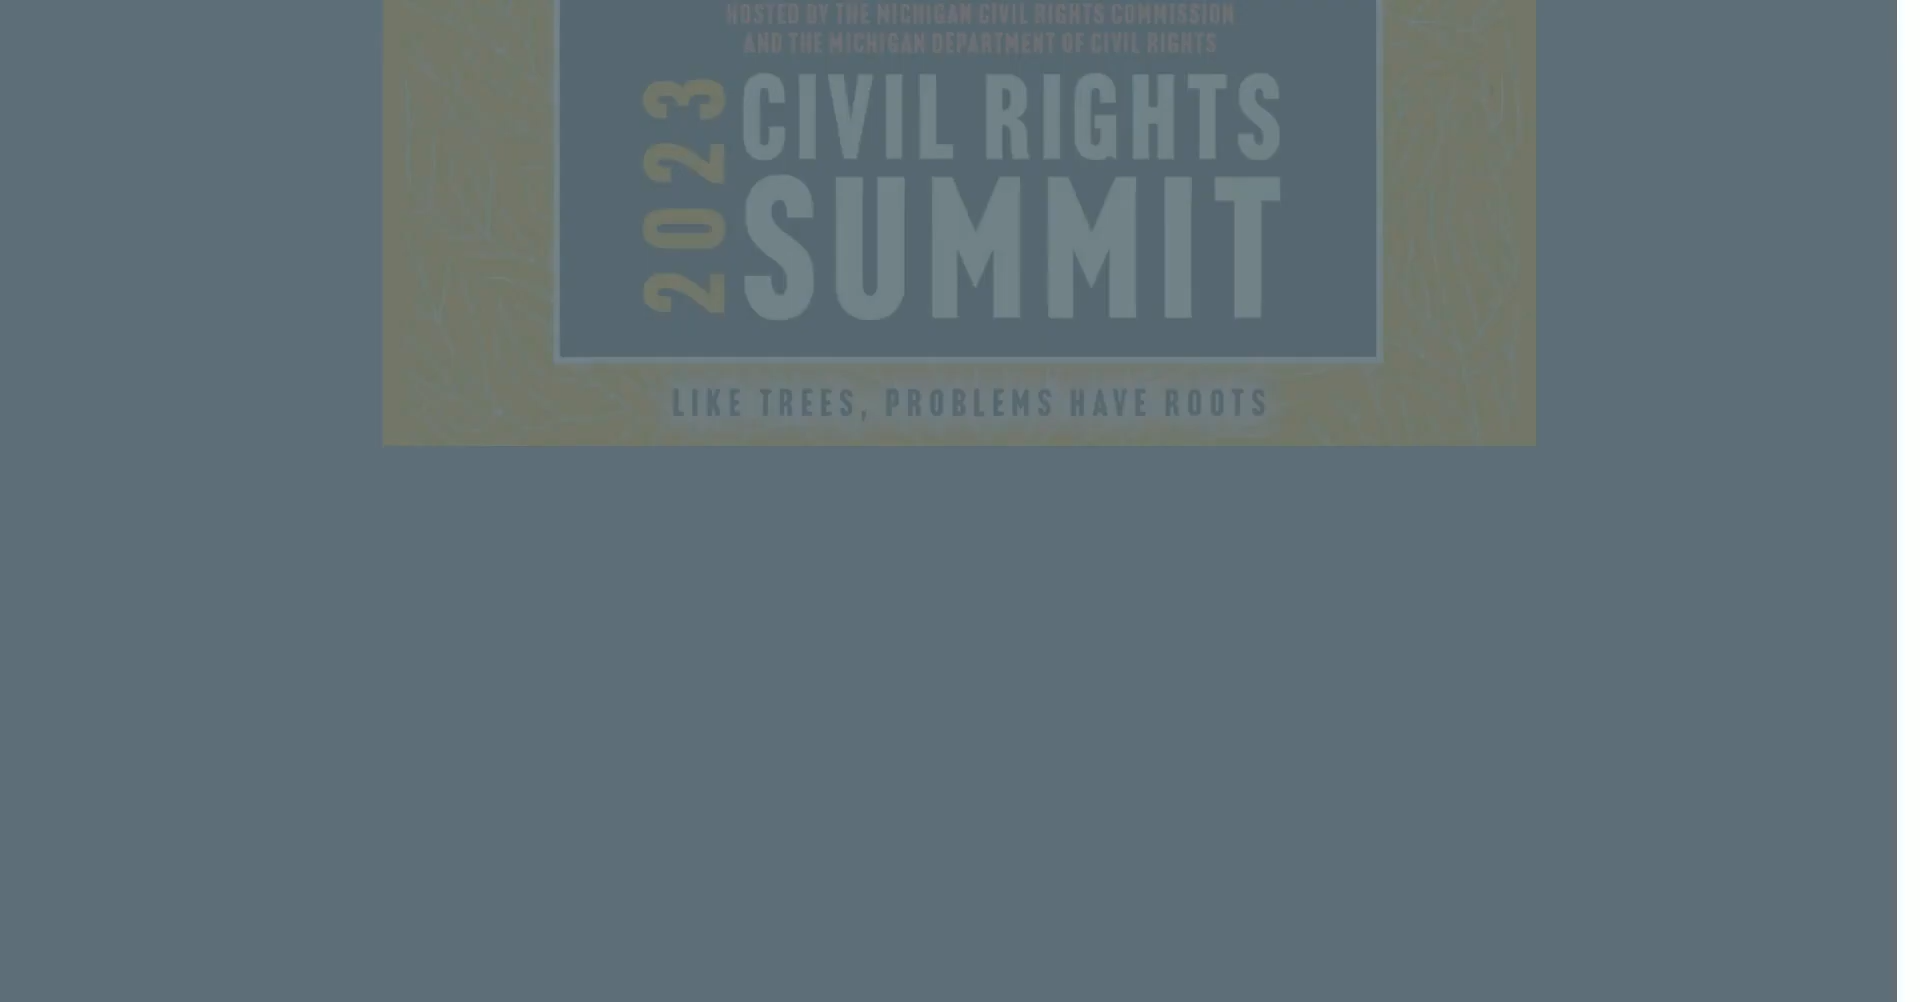 HOSTED BY THE MICHIGAN CIVIL RIGHTS COMMISSION
AND THE MICHIGAN DEPARTMENT OF CIVIL RIGHTS
2023
CIVIL RIGHTS
SUMMIT
LIKE TREES, PROBLEMS HAVE ROOTS